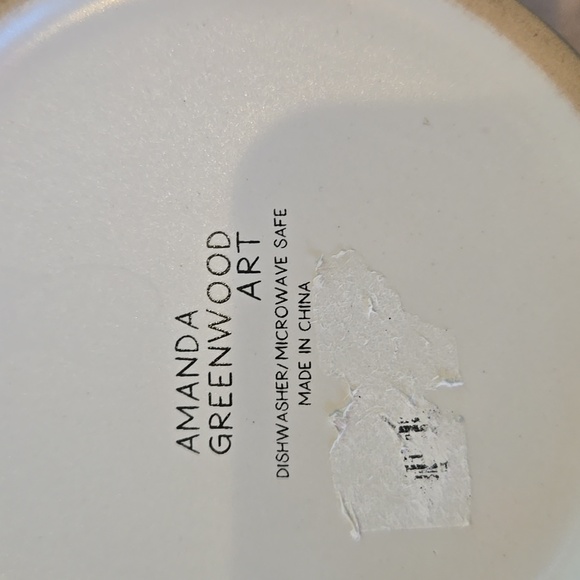 AMANDA
GREENWOOD
ART
DISHWASHER/MICROWAVE SAFE
MADE IN CHINA